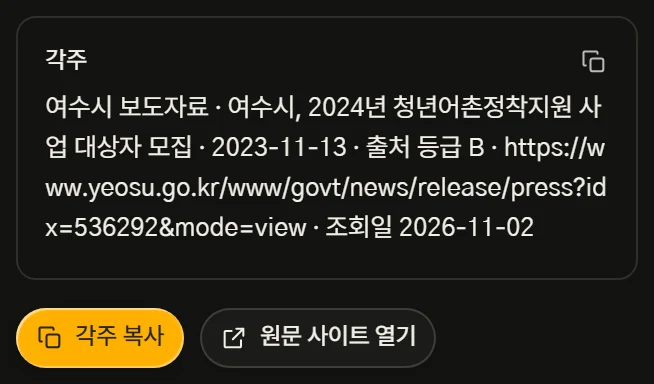 각주
여수시 보도자료 · 여수시, 2024년 청년어촌정착지원 사
업 대상자 모집 · 2023-11-13 · 출처 등급 B · https://w
ww.yeosu.go.kr/www/govt/news/release/press?id
x=536292&mode=view · 조회일 2026-11-02
각주 복사
원문 사이트 열기